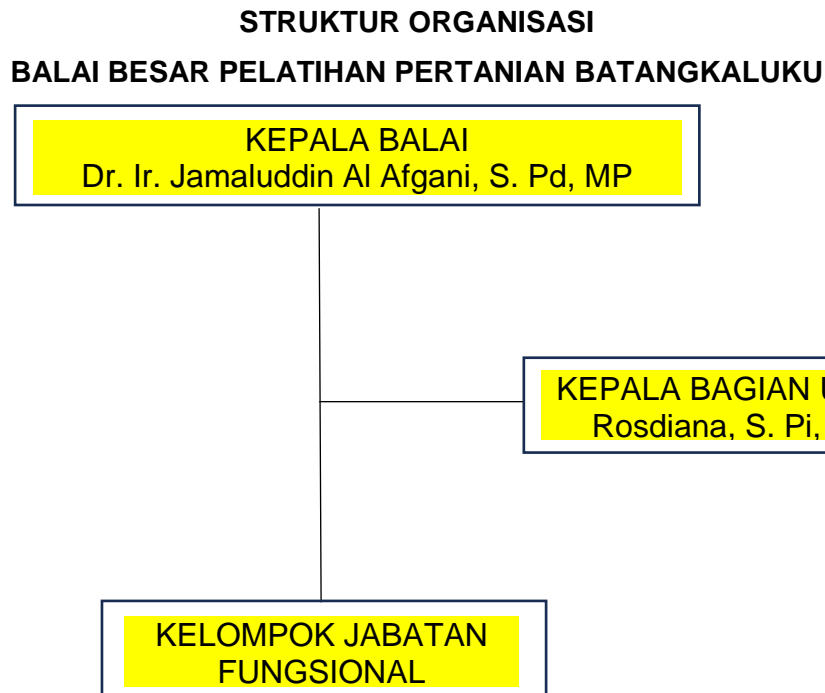 STRUKTUR ORGANISASI
BALAI BESAR PELATIHAN PERTANIAN BATANGKALUKU
KEPALA BALAI
Dr. Ir. Jamaluddin Al Afgani, S. Pd, MP
KEPALA BAGIAN
Rosdiana, S. Pi,
KELOMPOK JABATAN
FUNGSIONAL